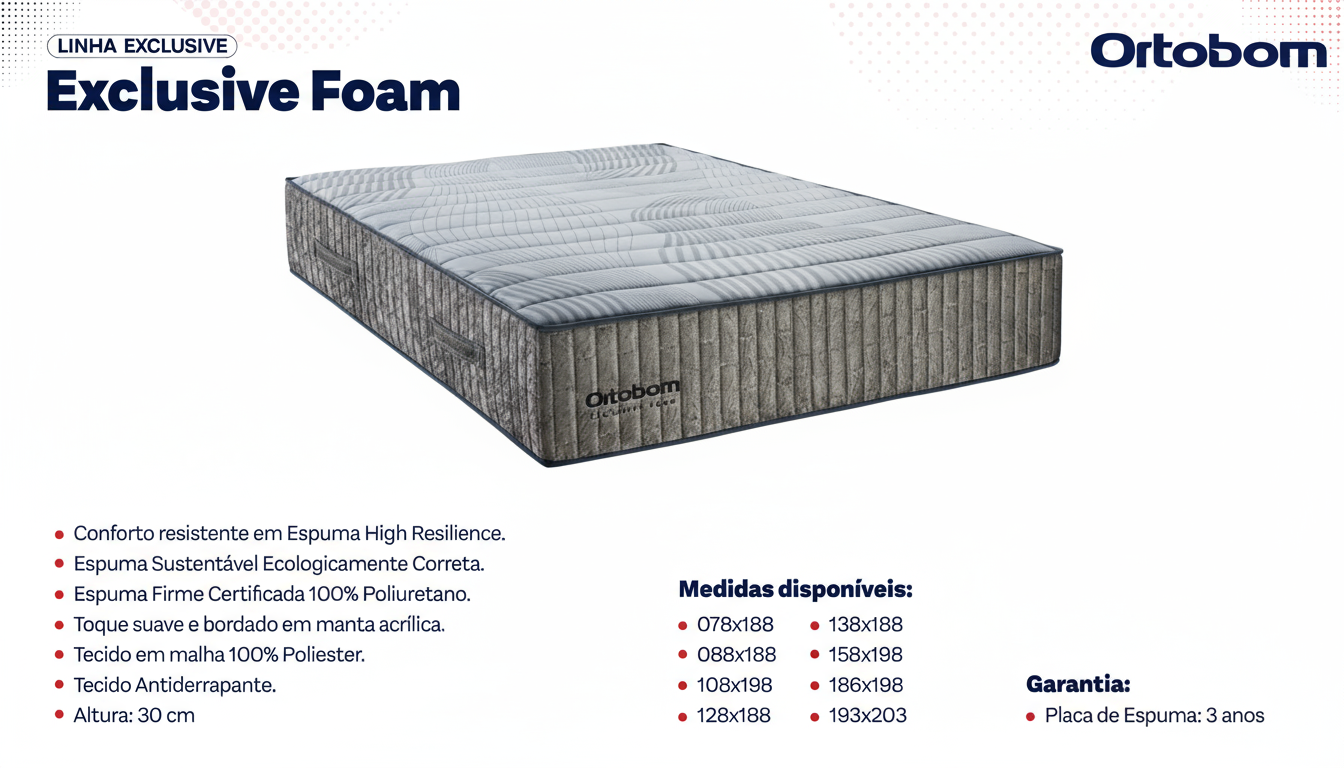 LINHA EXCLUSIVE
Exclusive Foam
Ortobom
Ortobom
Conforto resistente em Espuma High Resilience.
Espuma Sustentável Ecologicamente Correta.
Espuma Firme Certificada 100% Poliuretano.
Toque suave e bordado em manta acrílica.
Tecido em malha 100% Poliester.
Tecido Antiderrapante.
Altura: 30 cm
Medidas disponíveis:
078x188
088x188
108x198
128x188
138x188
158x198
186x198
193x203
Garantia:
Placa de Espuma: 3 anos